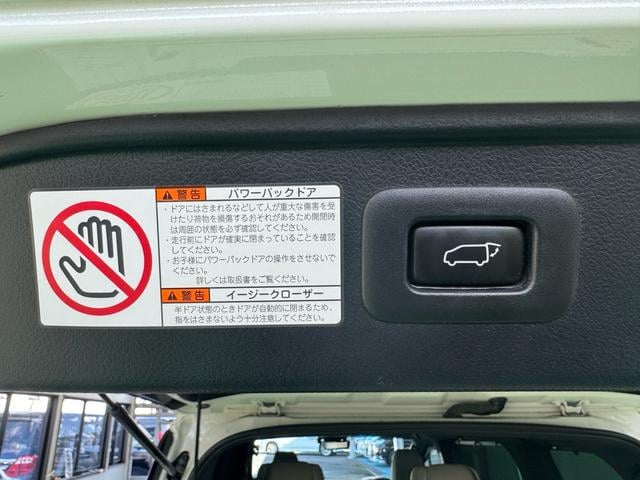 警告 パワーバックドア
・ドアにはさまれるなどして人が重大な傷害を受
けたり荷物を損傷するおそれがあるため開閉時
は周囲の状態を必ず確認してください。
・走行前にドアが確実に閉まっていることを確認
してください。
・お子様にパワーバックドアの操作をさせないで
ください。
詳しくは取扱書をご覧ください。
警告 イージークローザー
半ドア状態のときドアが自動的に閉まるため、
指をはさまないよう十分注意してください。